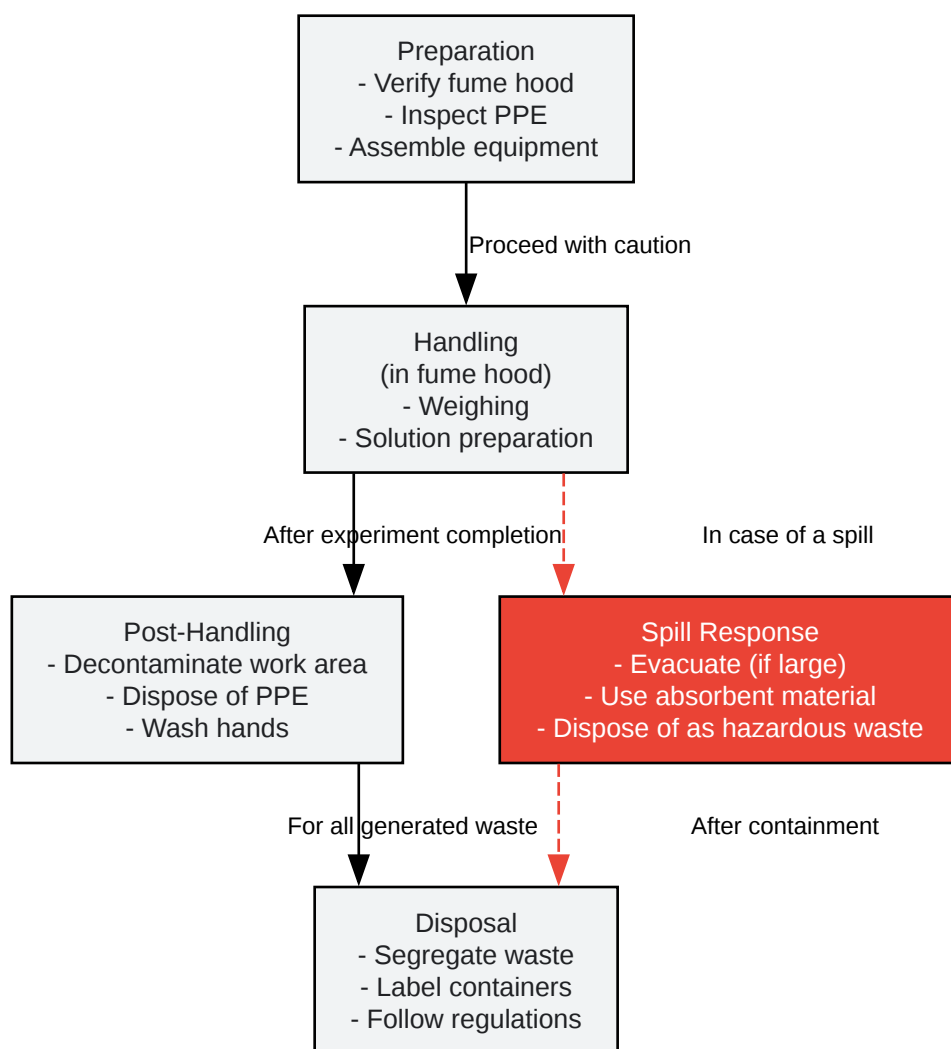 Preparation
- Verify fume hood
- Inspect PPE
- Assemble equipment
Proceed with caution
Handling
(in fume hood)
- Weighing
- Solution preparation
After experiment completion
In case of a spill
Post-Handling
- Decontaminate work area
- Dispose of PPE
- Wash hands
Spill Response
- Evacuate (if large)
- Use absorbent material
- Dispose of as hazardous waste
For all generated waste
After containment
Disposal
- Segregate waste
- Label containers
- Follow regulations